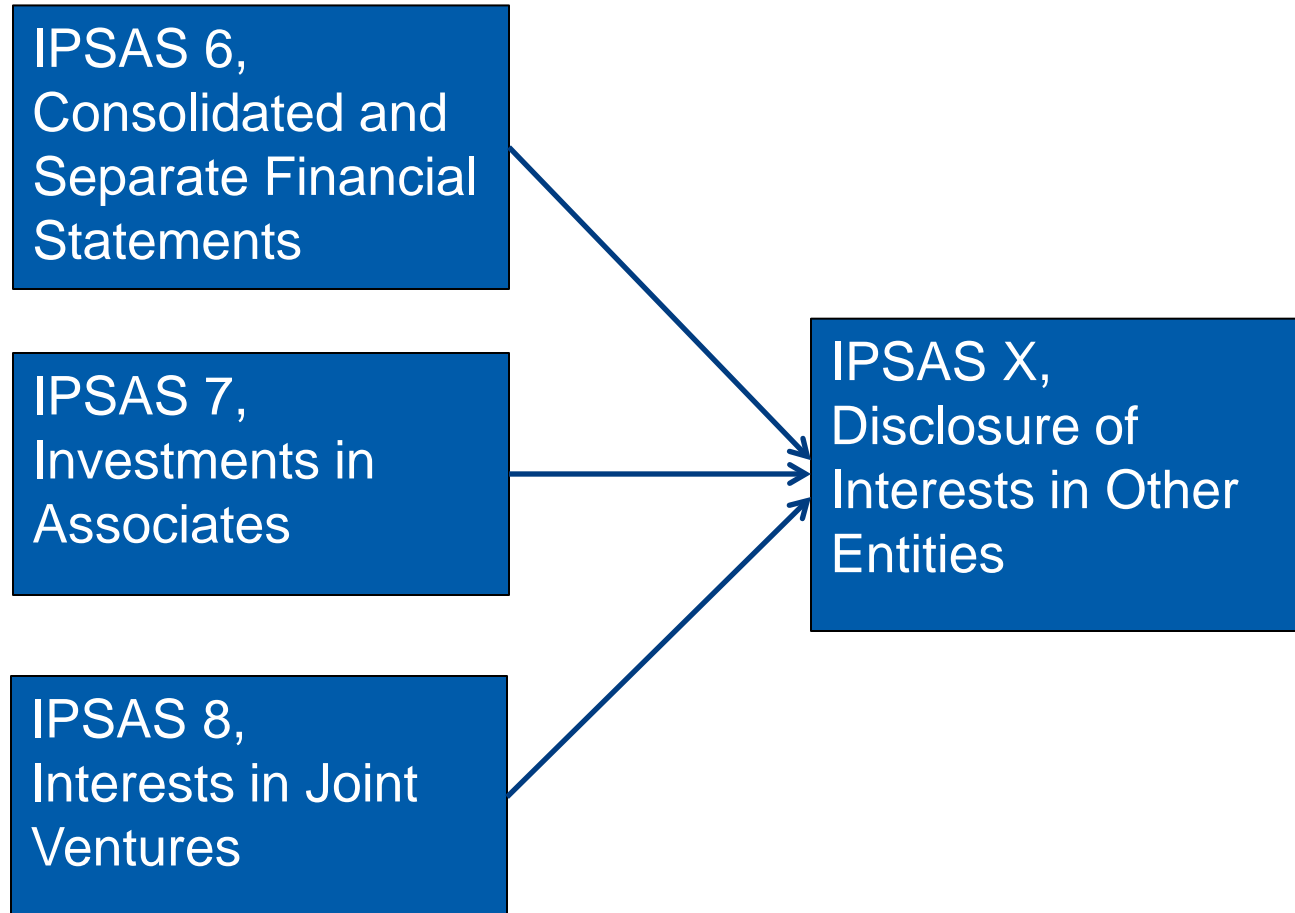 IPSAS 6,
Consolidated and
Separate Financial
Statements
IPSAS 7,
Investments in
Associates
IPSAS 8,
Interests in Joint
Ventures
IPSAS X,
Disclosure of
Interests in Other
Entities